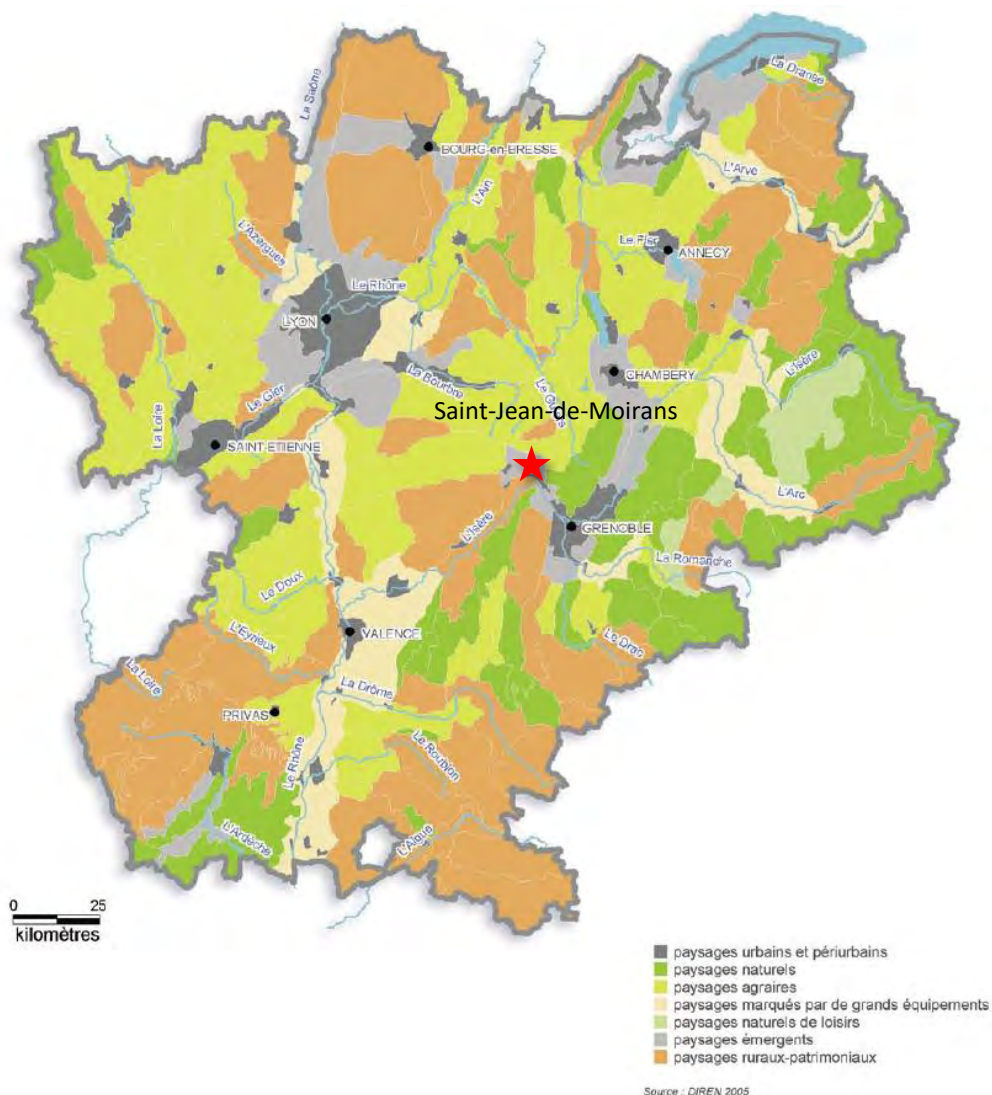 La Dranse
La Saône
BOURG-en-BRESSE
L'Ain
L'Arve
L'Azergues
Le Fier
ANNECY
Le Rhône
LYON
CHAMBERY
L'Isère
La Bourbre
Le Guiers
Le Gier
Saint-Jean-de-Moirans
La Loire
SAINT-ETIENNE
L'Arc
L'Isère
GRENOBLE
La Romanche
Le Doux
L'Eyrieux
VALENCE
Le Drac
La Loire
La Drôme
PRIVAS
Le Rhône
Le Roubion
L'Ardèche
L'Aigue
0 25
kilomètres
paysages urbains et périurbains
paysages naturels
paysages agraires
paysages marqués par de grands équipements
paysages naturels de loisirs
paysages émergents
paysages ruraux-patrimoniaux
Source : DIREN 2005